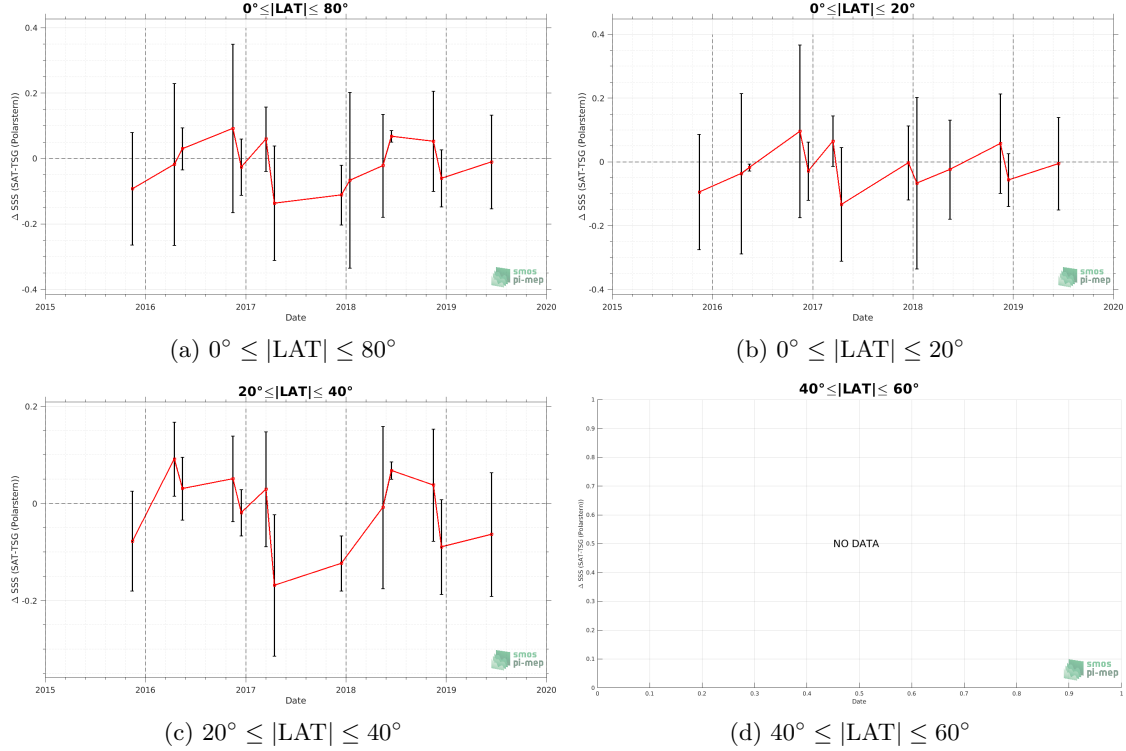 0°≤|LAT|≤ 80°
0.4
0.2
0
-0.2
-0.4
Δ SSS (SAT-TSG (Polarstern))
2015 2016 2017 2018 2019 2020
Date
smos
pi-mep
(a) 0° ≤ |LAT| ≤ 80°
0°≤|LAT|≤ 20°
0.4
0.2
0
-0.2
-0.4
Δ SSS (SAT-TSG (Polarstern))
2015 2016 2017 2018 2019 2020
Date
smos
pi-mep
(b) 0° ≤ |LAT| ≤ 20°
20°≤|LAT|≤ 40°
0.2
0
-0.2
Δ SSS (SAT-TSG (Polarstern))
2015 2016 2017 2018 2019 2020
Date
smos
pi-mep
(c) 20° ≤ |LAT| ≤ 40°
40°≤|LAT|≤ 60°
1
0.9
0.8
0.7
0.6
0.5
0.4
0.3
0.2
0.1
0
Δ SSS (SAT-TSG (Polarstern))
NO DATA
0 0.1 0.2 0.3 0.4 0.5 0.6 0.7 0.8 0.9 1
Date
smos
pi-mep
(d) 40° ≤ |LAT| ≤ 60°